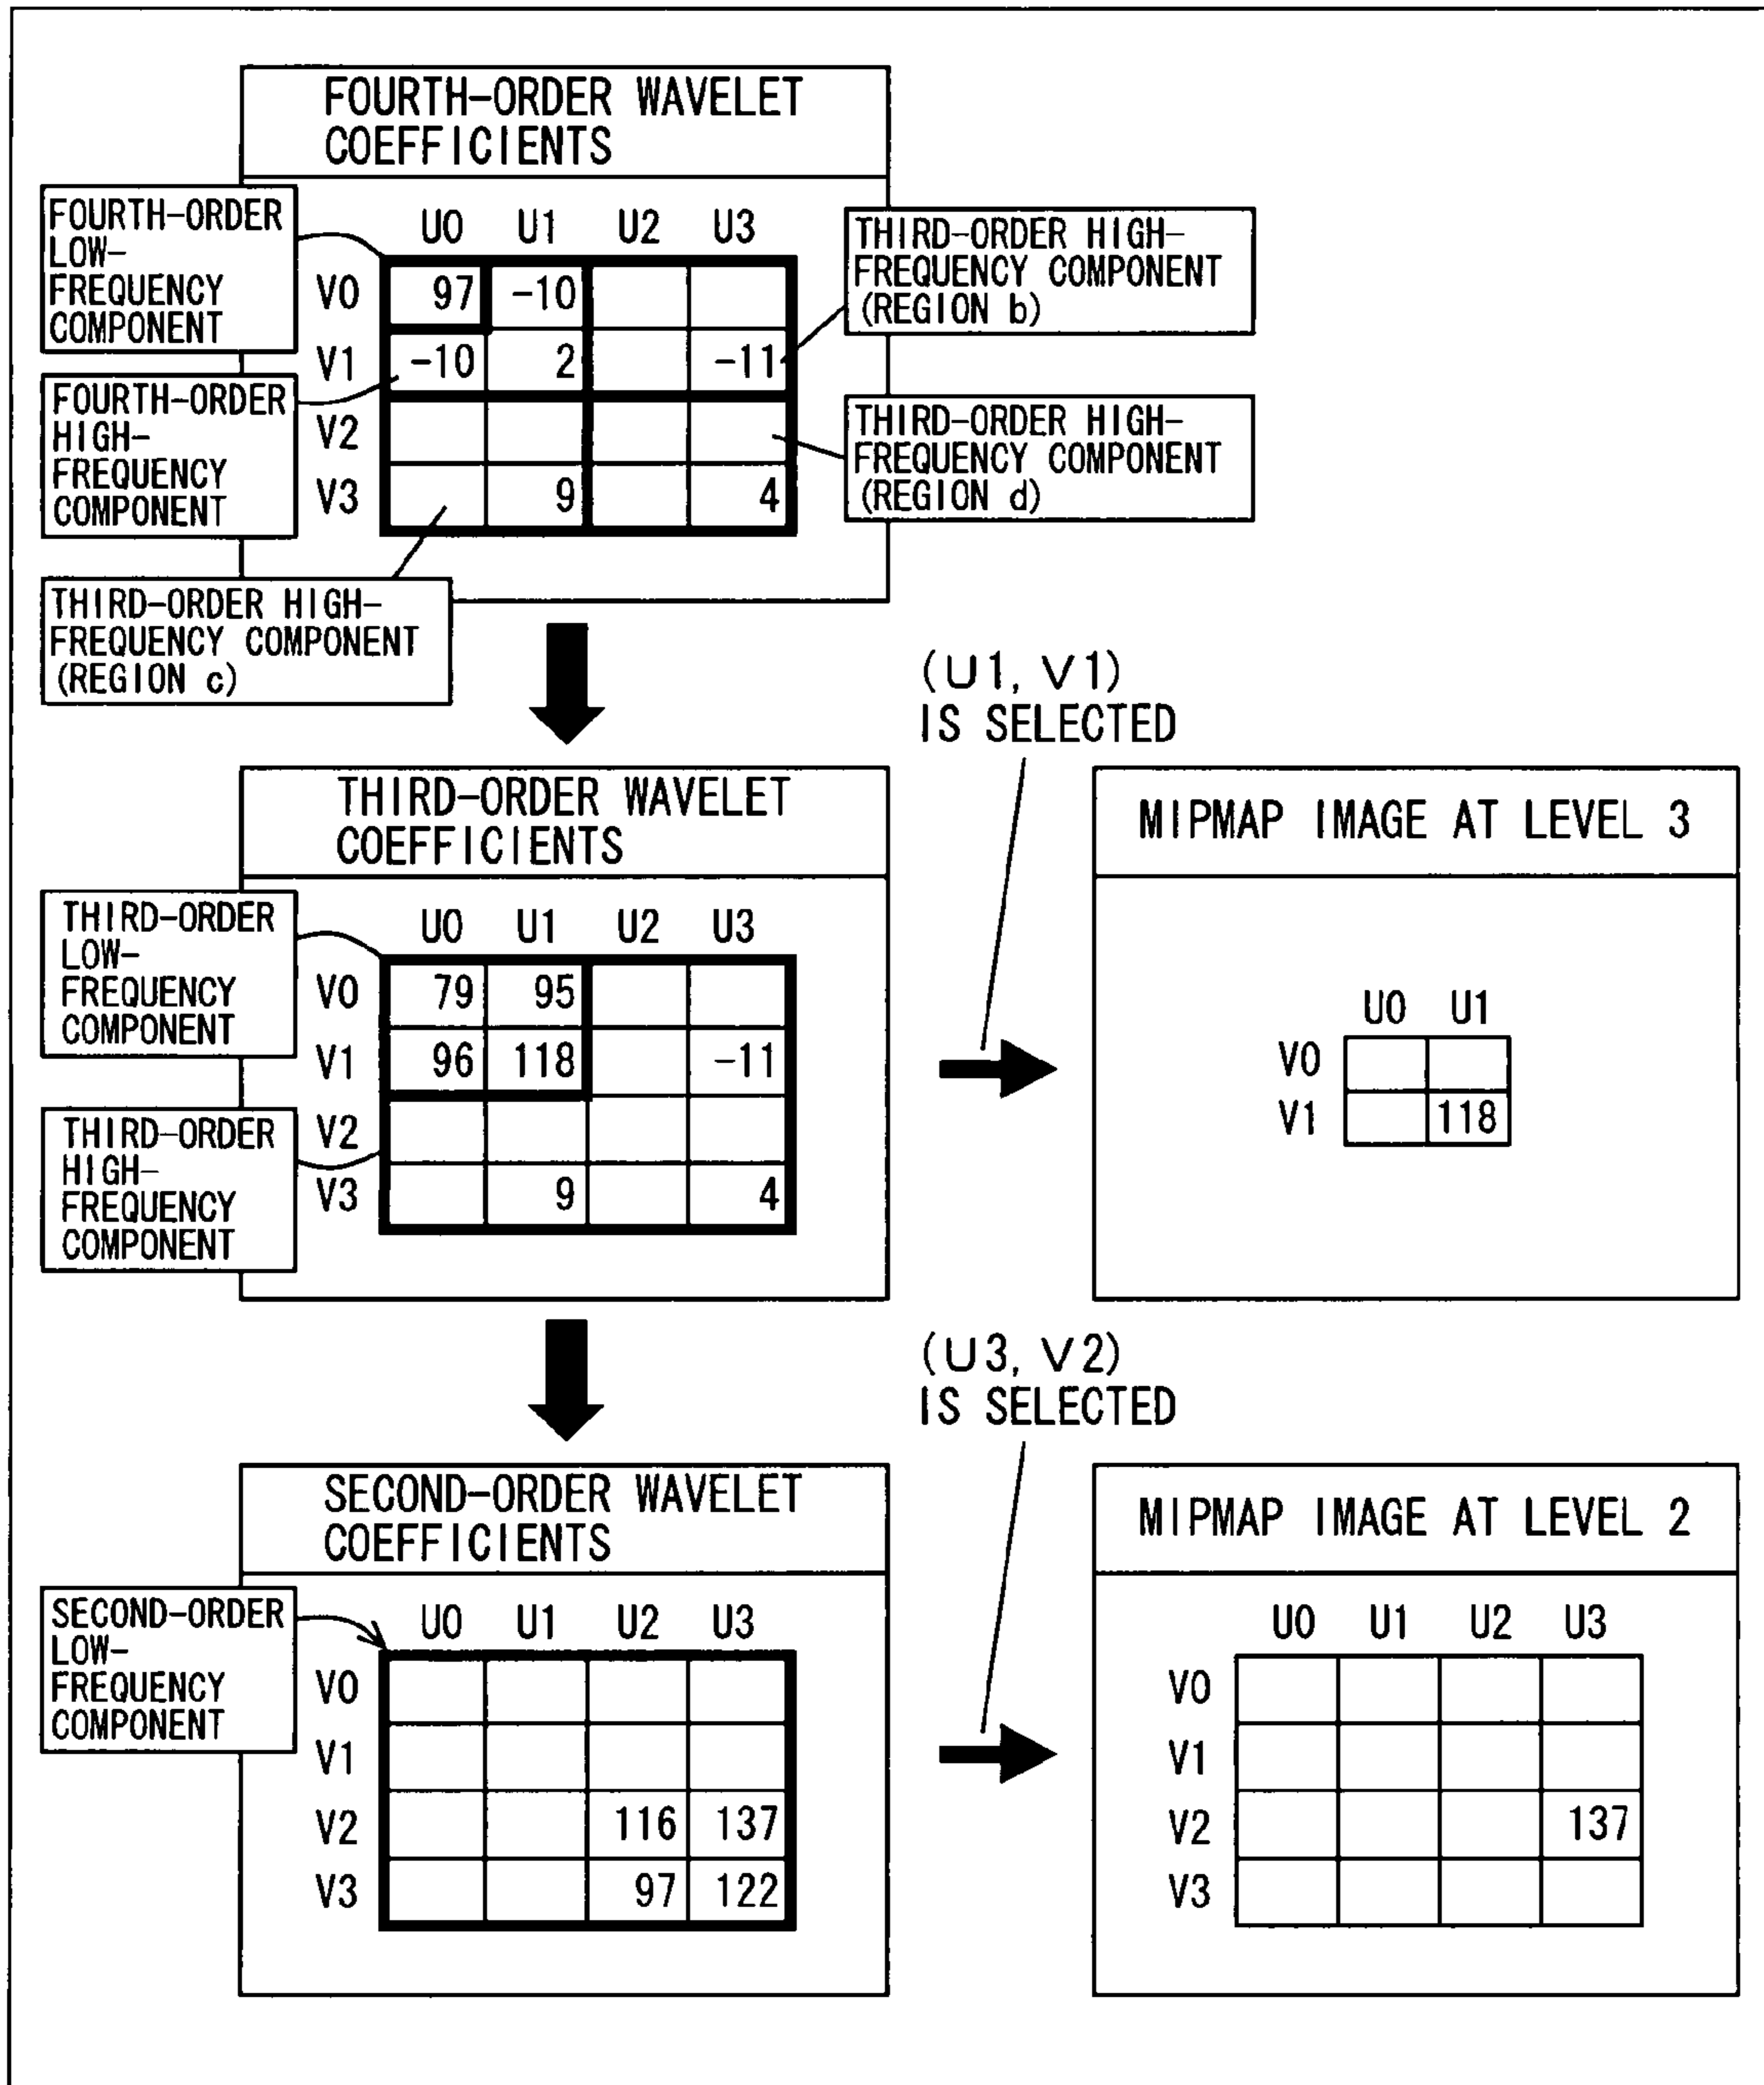 FOURTH-ORDER WAVELET
COEFFICIENTS
FOURTH-ORDER
LOW-
FREQUENCY
COMPONENT
FOURTH-ORDER
HIGH-
FREQUENCY
COMPONENT
U0 U1 U2 U3
V0 97 -10
V1 -10 2 -11
V2
V3 9 4
THIRD-ORDER HIGH-
FREQUENCY COMPONENT
(REGION b)
THIRD-ORDER HIGH-
FREQUENCY COMPONENT
(REGION d)
THIRD-ORDER HIGH-
FREQUENCY COMPONENT
(REGION c)
(U1, V1)
IS SELECTED
THIRD-ORDER WAVELET
COEFFICIENTS
THIRD-ORDER
LOW-
FREQUENCY
COMPONENT
THIRD-ORDER
HIGH-
FREQUENCY
COMPONENT
U0 U1 U2 U3
V0 79 95
V1 96 118 -11
V2
V3 9 4
MIPMAP IMAGE AT LEVEL 3
U0 U1
V0
V1 118
(U3, V2)
IS SELECTED
SECOND-ORDER WAVELET
COEFFICIENTS
SECOND-ORDER
LOW-
FREQUENCY
COMPONENT
U0 U1 U2 U3
V0
V1
V2 116 137
V3 97 122
MIPMAP IMAGE AT LEVEL 2
U0 U1 U2 U3
V0
V1
V2 137
V3